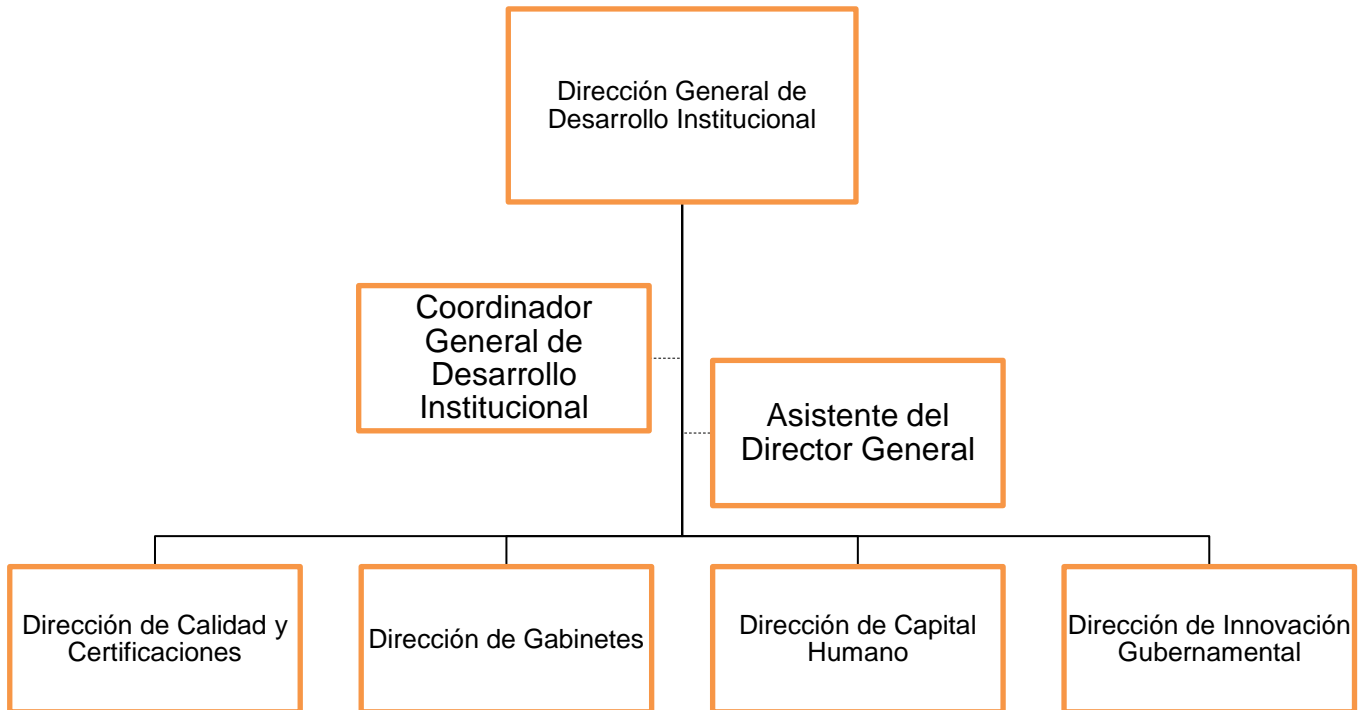 Dirección General de
Desarrollo Institucional
Coordinador
General de
Desarrollo
Institucional
Asistente del
Director General
Dirección de Calidad y
Certificaciones
Dirección de Gabinetes
Dirección de Capital
Humano
Dirección de Innovación
Gubernamental